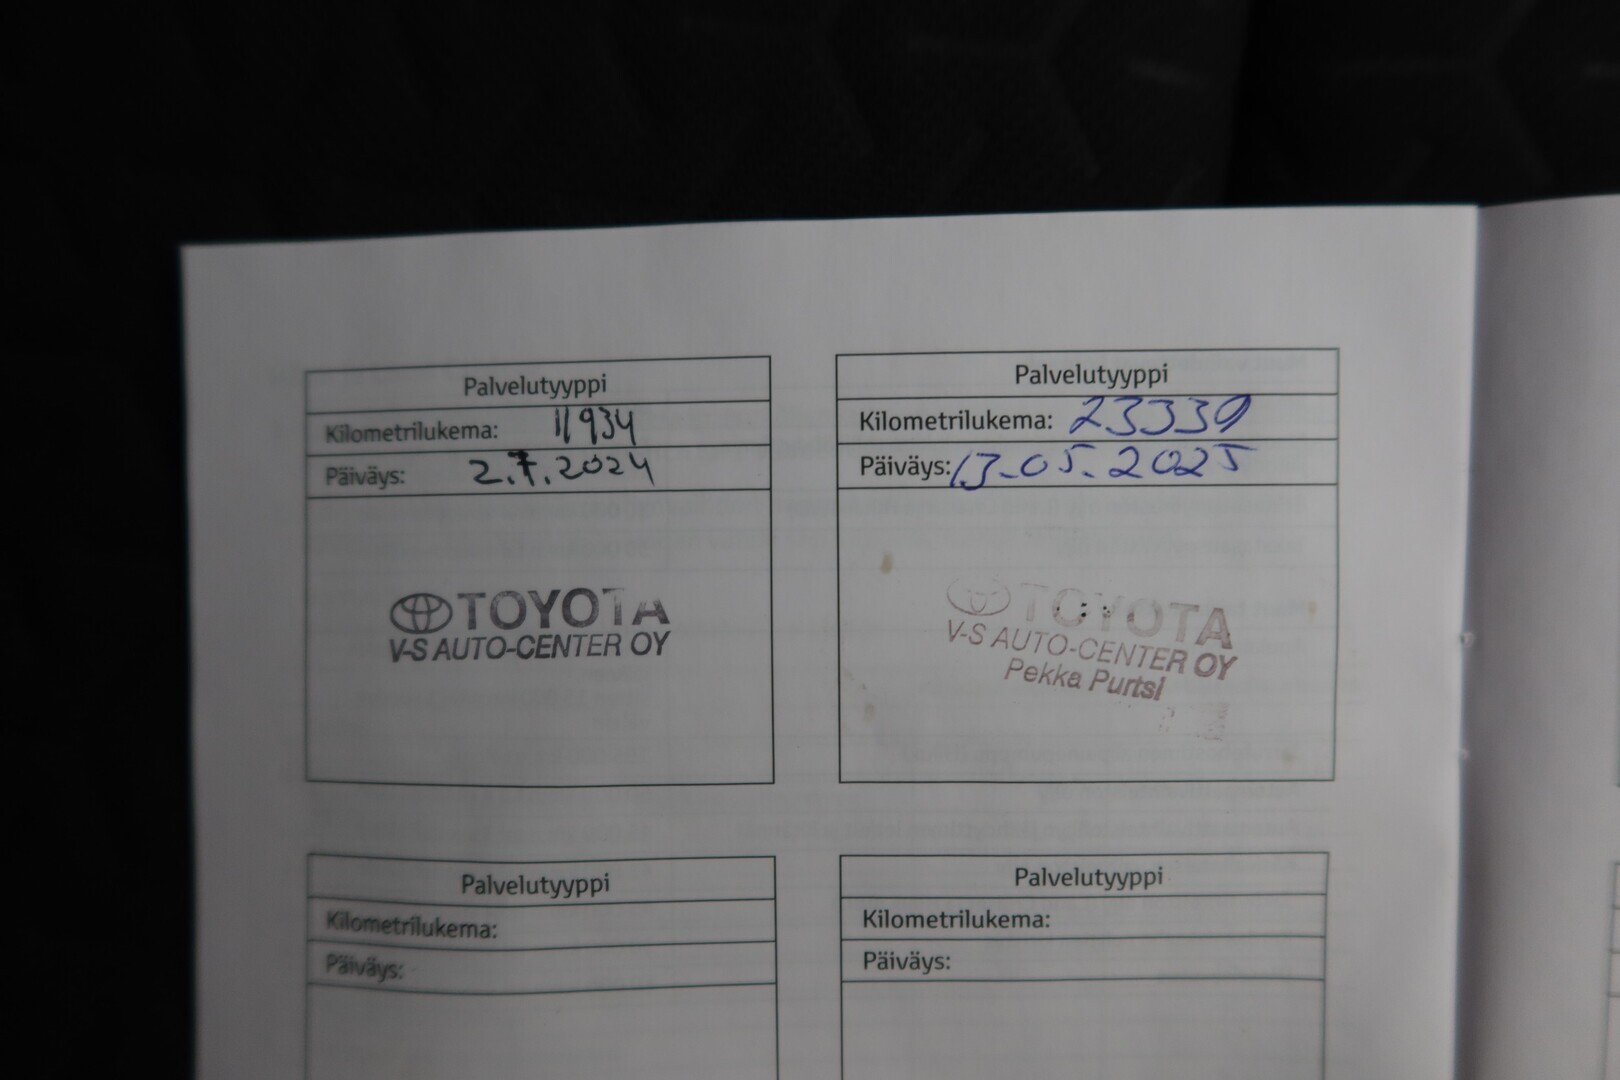 Palvelutyyppi
Kilometrilukema: 11934
Päiväys: 2.7.2024
TOYOTA
V-S AUTO-CENTER OY
Palvelutyyppi
Kilometrilukema: 23339
Päiväys: 13.05.2025
TOYOTA
V-S AUTO-CENTER OY
Pekka Purtsi
Palvelutyyppi
Kilometrilukema:
Päiväys:
Palvelutyyppi
Kilometrilukema:
Päiväys: